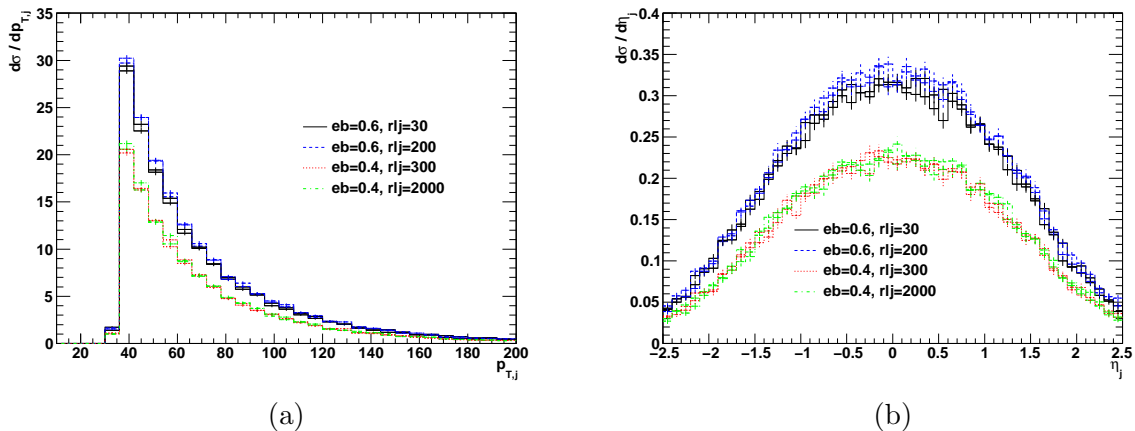 dσ / dp_T,j
35
30
25
20
15
10
5
0
20 40 60 80 100 120 140 160 180 200
p_T,j
eb=0.6, rlj=30
eb=0.6, rlj=200
eb=0.4, rlj=300
eb=0.4, rlj=2000
(a)
dσ / dη_j
0.4
0.35
0.3
0.25
0.2
0.15
0.1
0.05
0
−2.5 −2 −1.5 −1 −0.5 0 0.5 1 1.5 2 2.5
η_j
eb=0.6, rlj=30
eb=0.6, rlj=200
eb=0.4, rlj=300
eb=0.4, rlj=2000
(b)